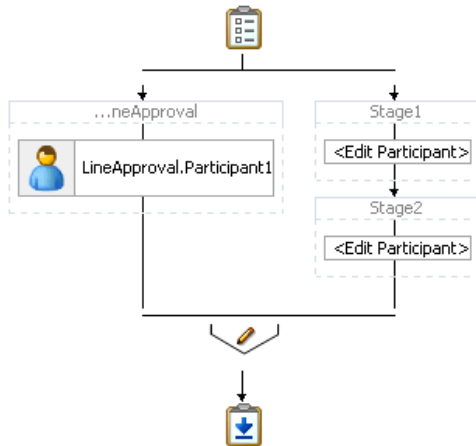 ...neApproval
LineApproval.Participant1
Stage1
<Edit Participant>
Stage2
<Edit Participant>